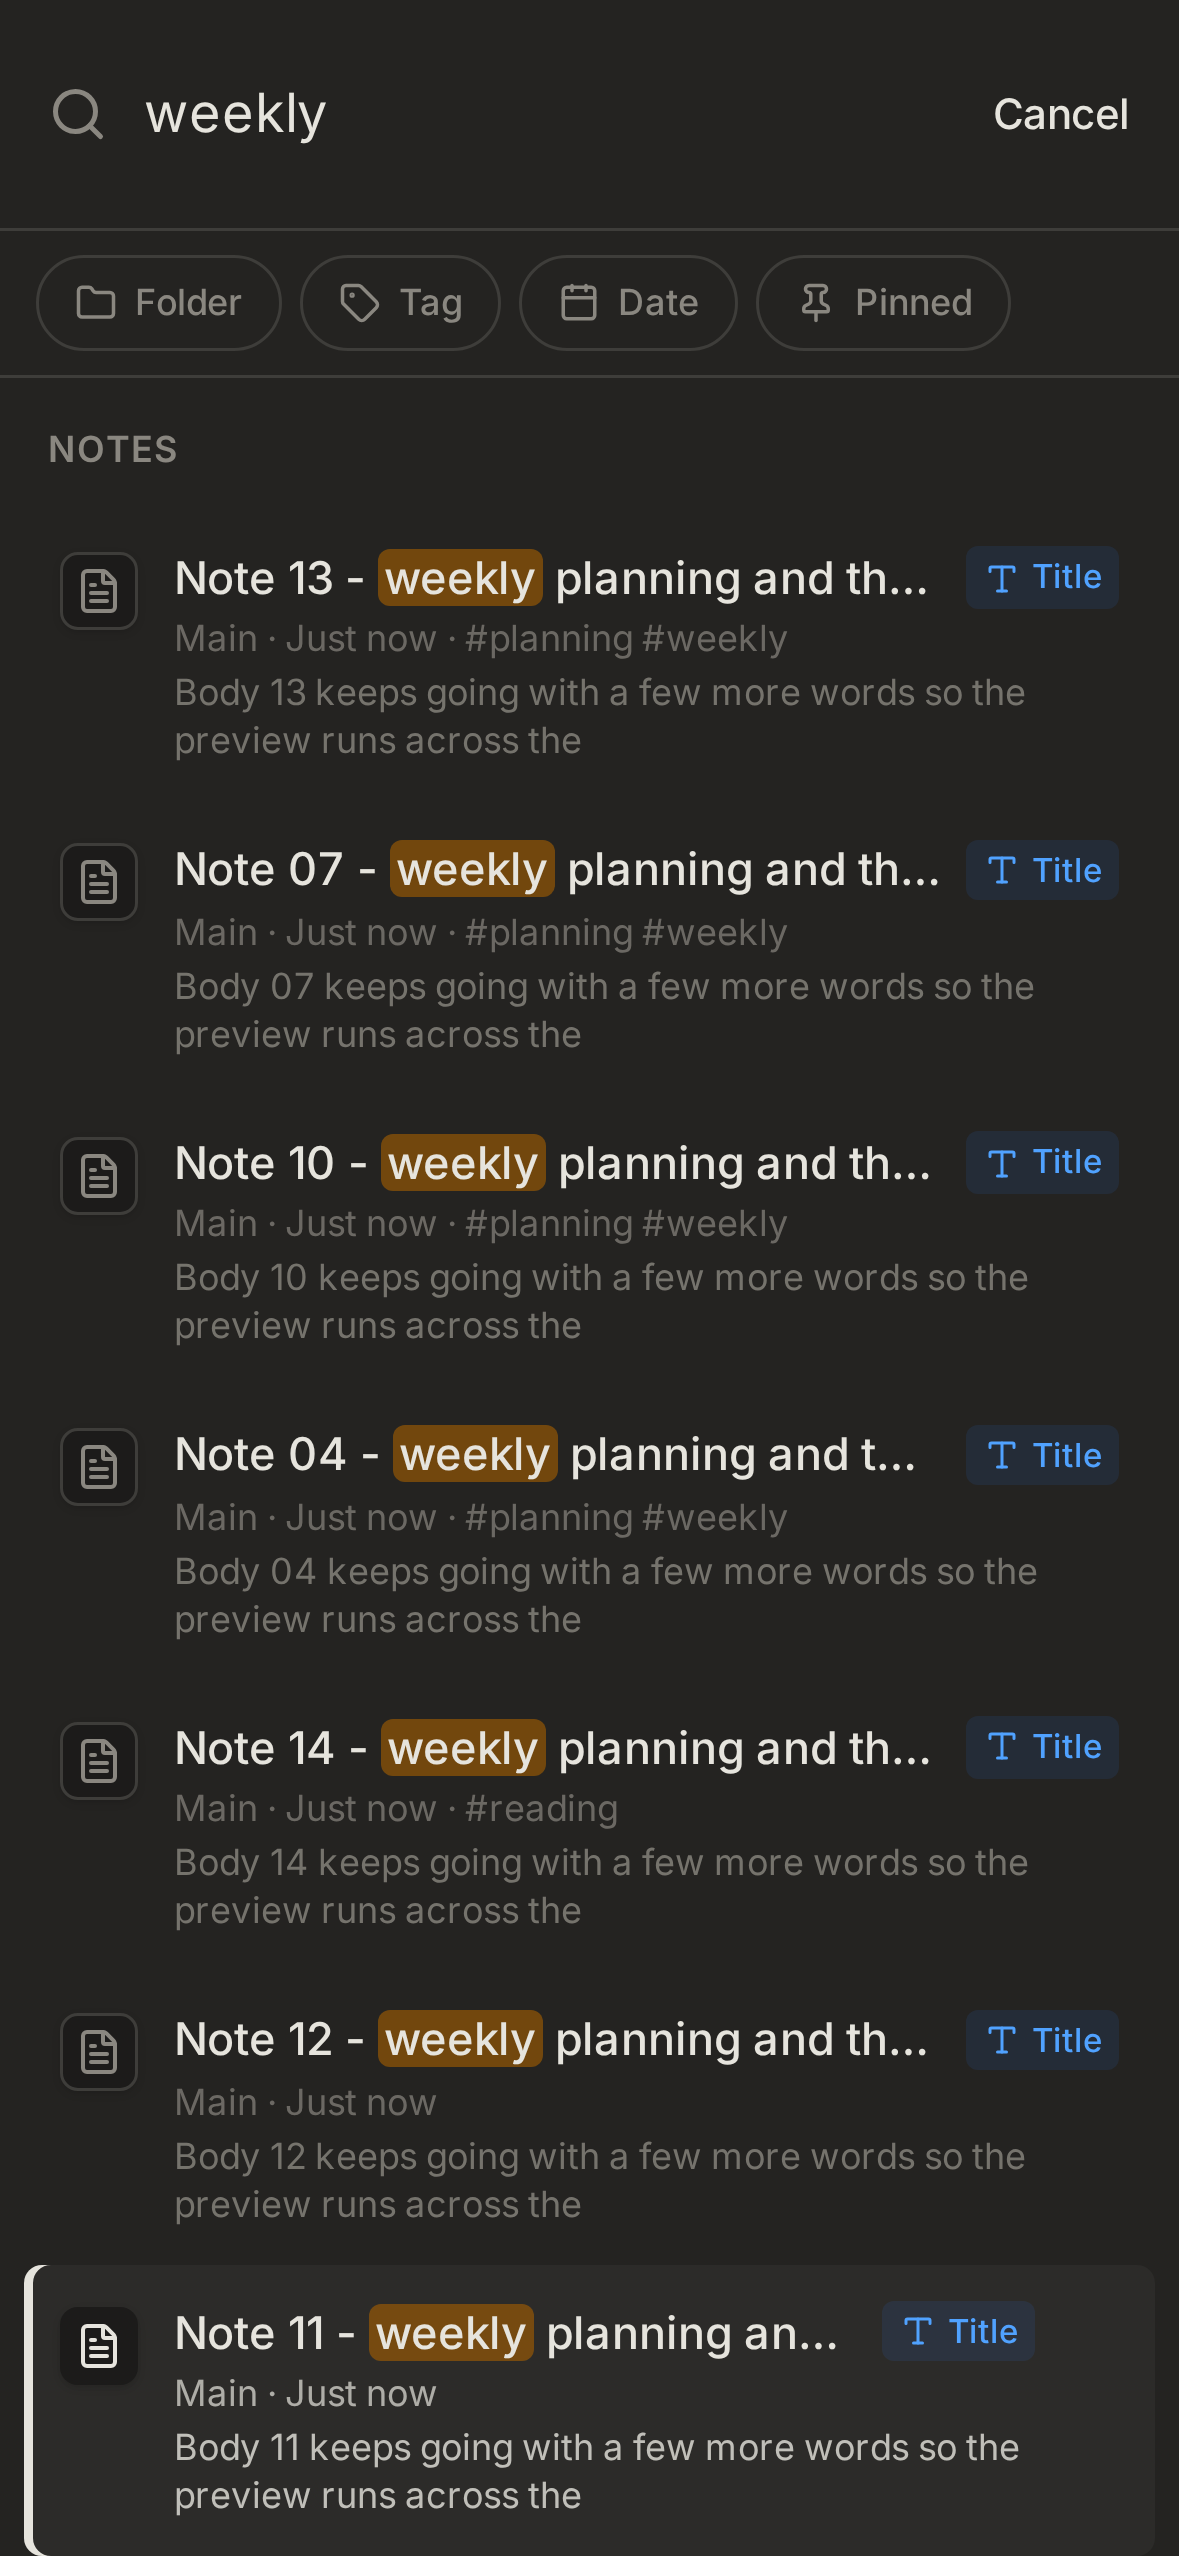 weekly
Cancel
Folder
Tag
Date
Pinned
NOTES
Note 13 - weekly planning and th...
Title
Main · Just now · #planning #weekly
Body 13 keeps going with a few more words so the
preview runs across the
Note 07 - weekly planning and th...
Title
Main · Just now · #planning #weekly
Body 07 keeps going with a few more words so the
preview runs across the
Note 10 - weekly planning and th...
Title
Main · Just now · #planning #weekly
Body 10 keeps going with a few more words so the
preview runs across the
Note 04 - weekly planning and t...
Title
Main · Just now · #planning #weekly
Body 04 keeps going with a few more words so the
preview runs across the
Note 14 - weekly planning and th...
Title
Main · Just now · #reading
Body 14 keeps going with a few more words so the
preview runs across the
Note 12 - weekly planning and th...
Title
Main · Just now
Body 12 keeps going with a few more words so the
preview runs across the
Note 11 - weekly planning an...
Title
Main · Just now
Body 11 keeps going with a few more words so the
preview runs across the